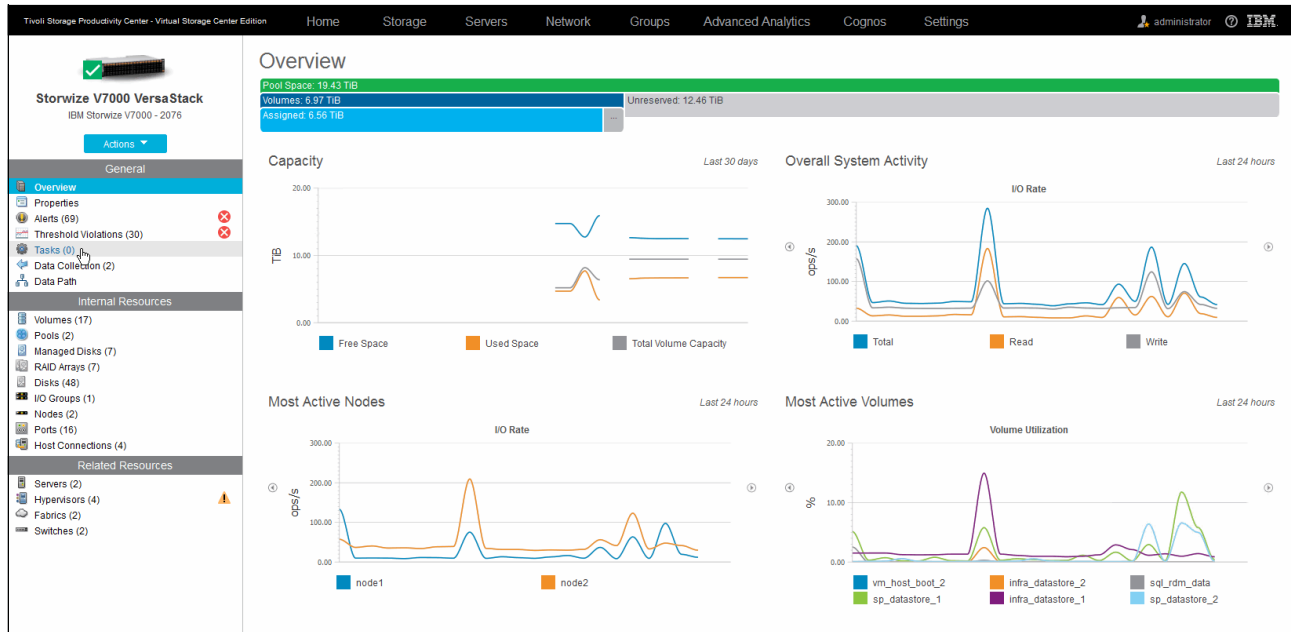 Tivoli Storage Productivity Center - Virtual Storage Center Edition Home Storage Servers Network Groups Advanced Analytics Cognos Settings administrator ? IBM.
Storwize V7000 VersaStack
IBM Storwize V7000 - 2076
Actions
General
Overview
Properties
Alerts (69)
Threshold Violations (30)
Tasks (0)
Data Collection (2)
Data Path
Internal Resources
Volumes (17)
Pools (2)
Managed Disks (7)
RAID Arrays (7)
Disks (48)
I/O Groups (1)
Nodes (2)
Ports (16)
Host Connections (4)
Related Resources
Servers (2)
Hypervisors (4)
Fabrics (2)
Switches (2)
Overview
Pool Space: 19.43 TiB
Volumes: 6.97 TiB Unreserved: 12.46 TiB
Assigned: 6.56 TiB ...
Capacity Last 30 days
20.00
10.00
0.00
TiB
Free Space Used Space Total Volume Capacity
Overall System Activity Last 24 hours
I/O Rate
300.00
200.00
100.00
0.00
ops/s
Total Read Write
Most Active Nodes Last 24 hours
I/O Rate
300.00
200.00
100.00
0.00
ops/s
node1 node2
Most Active Volumes Last 24 hours
Volume Utilization
20.00
10.00
0.00
%
vm_host_boot_2 infra_datastore_2 sql_rdm_data
sp_datastore_1 infra_datastore_1 sp_datastore_2